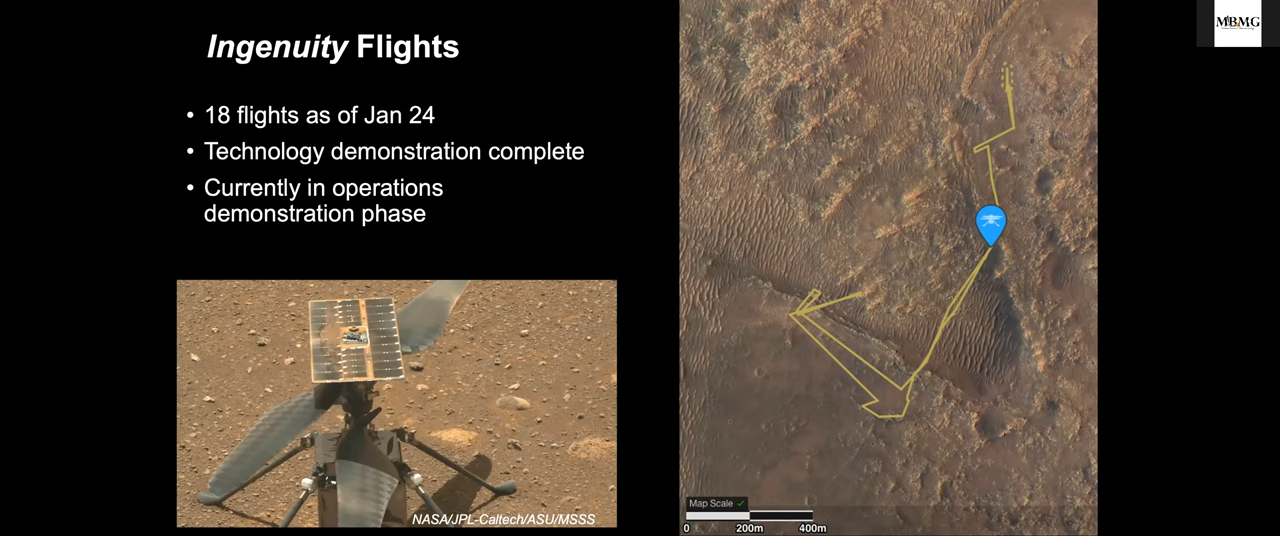 Ingenuity Flights
• 18 flights as of Jan 24
• Technology demonstration complete
• Currently in operations
demonstration phase
NASA/JPL-Caltech/ASU/MSSS
Map Scale ✓
0 200m 400m
MBMG